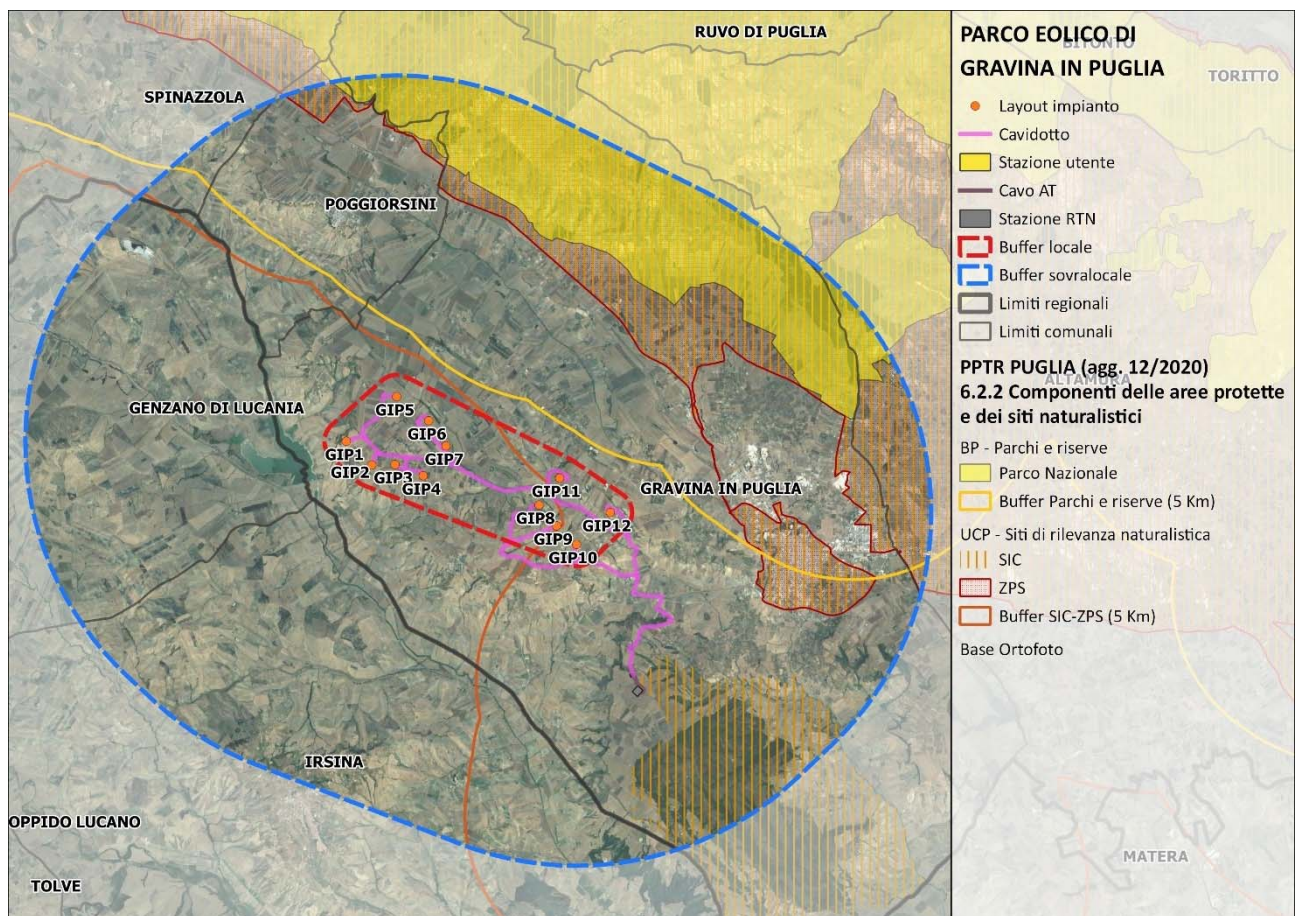 RUVO DI PUGLIA
SPINAZZOLA
POGGIORSINI
GENZANO DI LUCANIA
GIP5
GIP6
GIP1
GIP7
GIP2
GIP3
GIP4
GIP11
GRAVINA IN PUGLIA
GIP8
GIP12
GIP9
GIP10
IRSINA
OPPIDO LUCANO
TOLVE
PARCO EOLICO DI
GRAVINA IN PUGLIA
BITONTO
TORITTO
Layout impianto
Cavidotto
Stazione utente
Cavo AT
Stazione RTN
Buffer locale
Buffer sovralocale
Limiti regionali
Limiti comunali
PPTR PUGLIA (agg. 12/2020)
ALTAMURA
6.2.2 Componenti delle aree protette
e dei siti naturalistici
BP - Parchi e riserve
Parco Nazionale
Buffer Parchi e riserve (5 Km)
UCP - Siti di rilevanza naturalistica
SIC
ZPS
Buffer SIC-ZPS (5 Km)
Base Ortofoto
MATERA